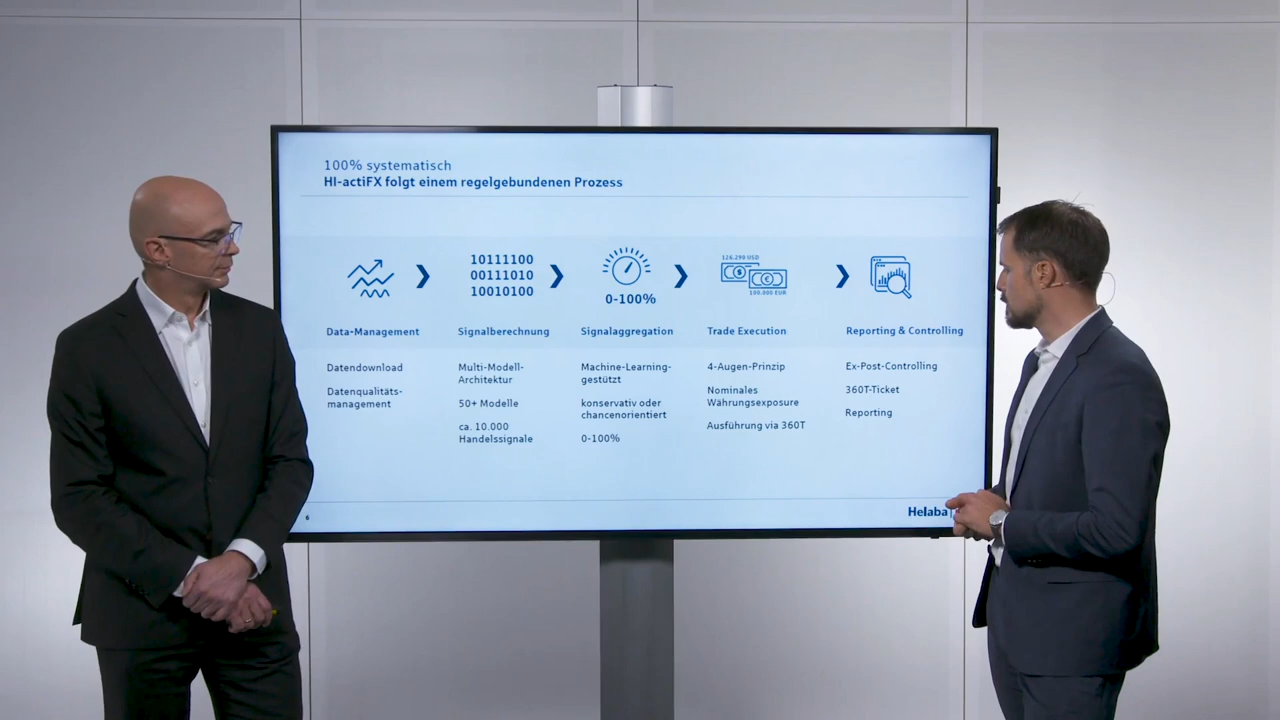 100% systematisch
HI-actiFX folgt einem regelgebundenen Prozess
10111100
00111010
10010100
0-100%
126.290 USD
$
€
100.000 EUR
Data-Management
Signalberechnung
Signalaggregation
Trade Execution
Reporting & Controlling
Datendownload
Datenqualitäts-
management
Multi-Modell-
Architektur
50+ Modelle
ca. 10.000
Handelssignale
Machine-Learning-
gestützt
konservativ oder
chancenorientiert
0-100%
4-Augen-Prinzip
Nominales
Währungsexposure
Ausführung via 360T
Ex-Post-Controlling
360T-Ticket
Reporting
6
Helaba